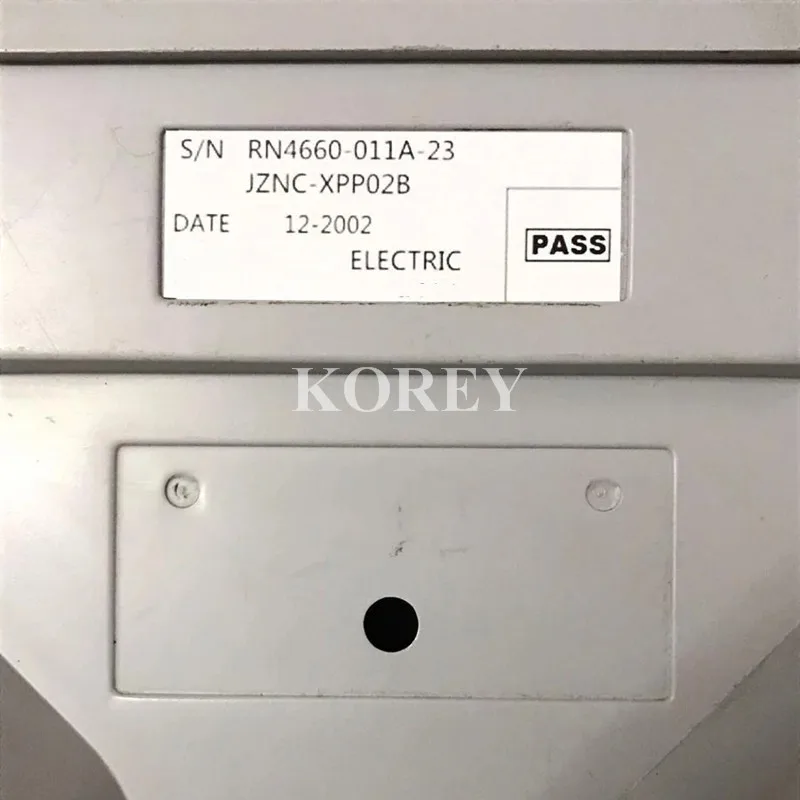 S/N RN4660-011A-23
JZNC-XPP02B
DATE 12-2002
ELECTRIC
PASS
KOREY